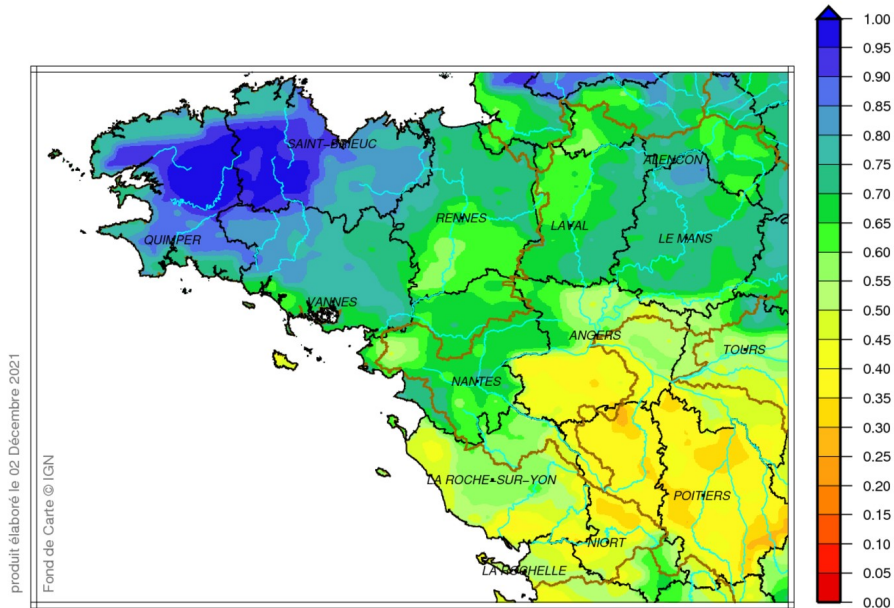 1.00
0.95
0.90
0.85
0.80
0.75
0.70
0.65
0.60
0.55
0.50
0.45
0.40
0.35
0.30
0.25
0.20
0.15
0.10
0.05
0.00
SAINT-BRIEUC
ALENCON
QUIMPER
RENNES
LAVAL
LE MANS
VANNES
ANGERS
TOURS
NANTES
LA ROCHE-SUR-YON
POITIERS
NIORT
LA ROCHELLE
produit élaboré le 02 Décembre 2021
Fond de Carte © IGN